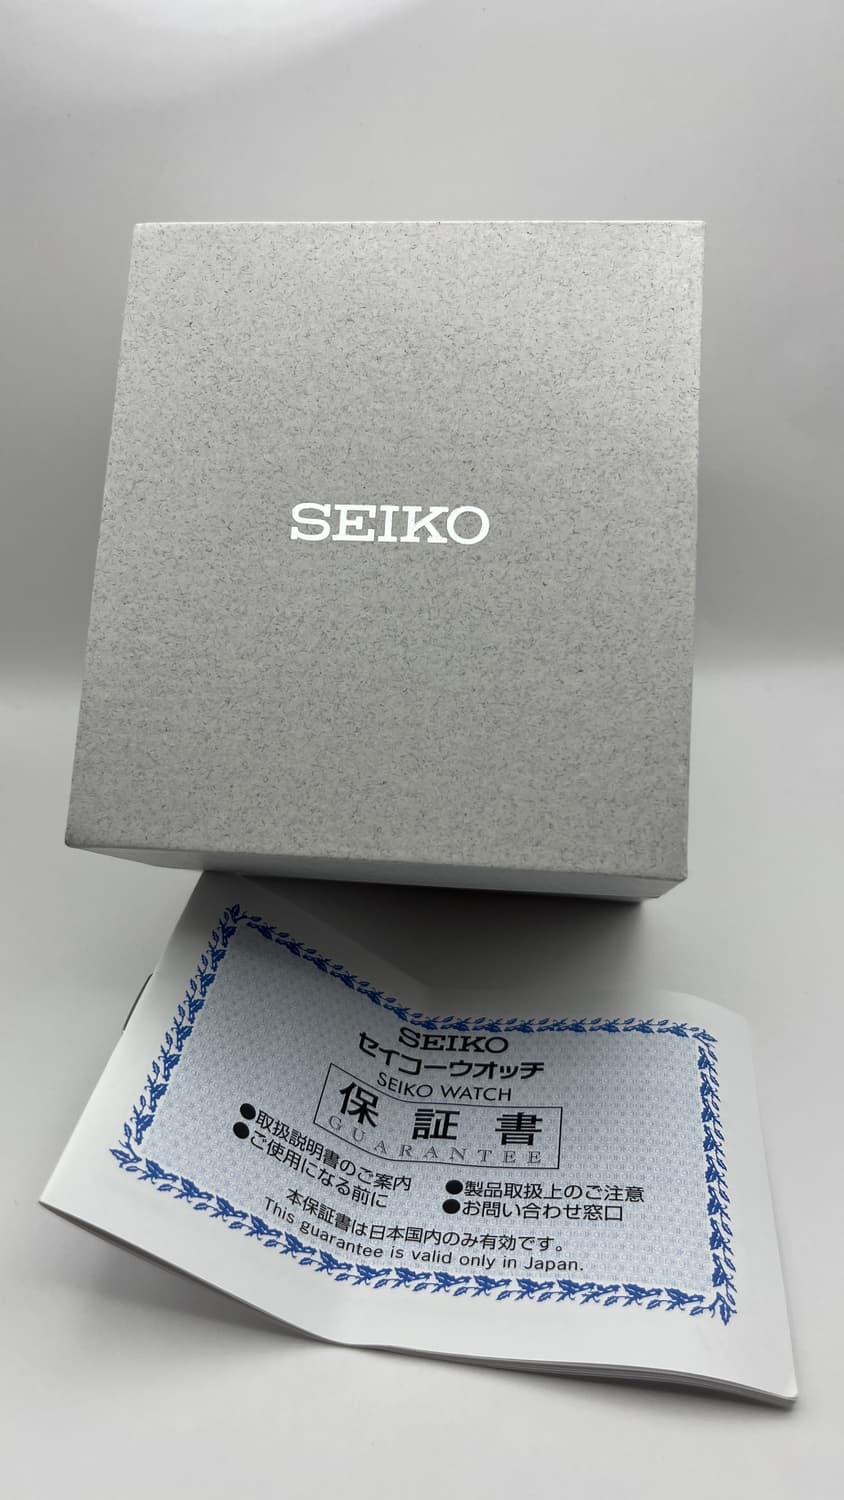 SEIKO
SEIKO
セイコーウオッチ
SEIKO WATCH
保証書
GUARANTEE
●取扱説明書のご案内
●ご使用になる前に
●製品取扱上のご注意
●お問い合わせ窓口
本保証書は日本国内のみ有効です。
This guarantee is valid only in Japan.